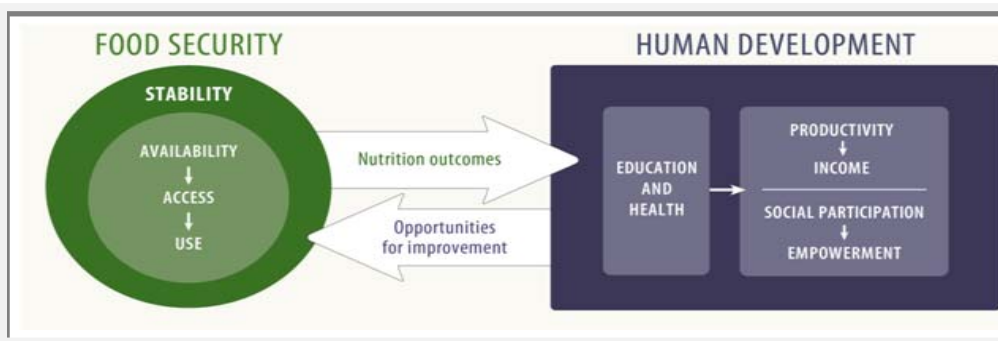 FOOD SECURITY
STABILITY
AVAILABILITY
ACCESS
USE
Nutrition outcomes
Opportunities
for improvement
HUMAN DEVELOPMENT
EDUCATION
AND
HEALTH
PRODUCTIVITY
INCOME
SOCIAL PARTICIPATION
EMPOWERMENT